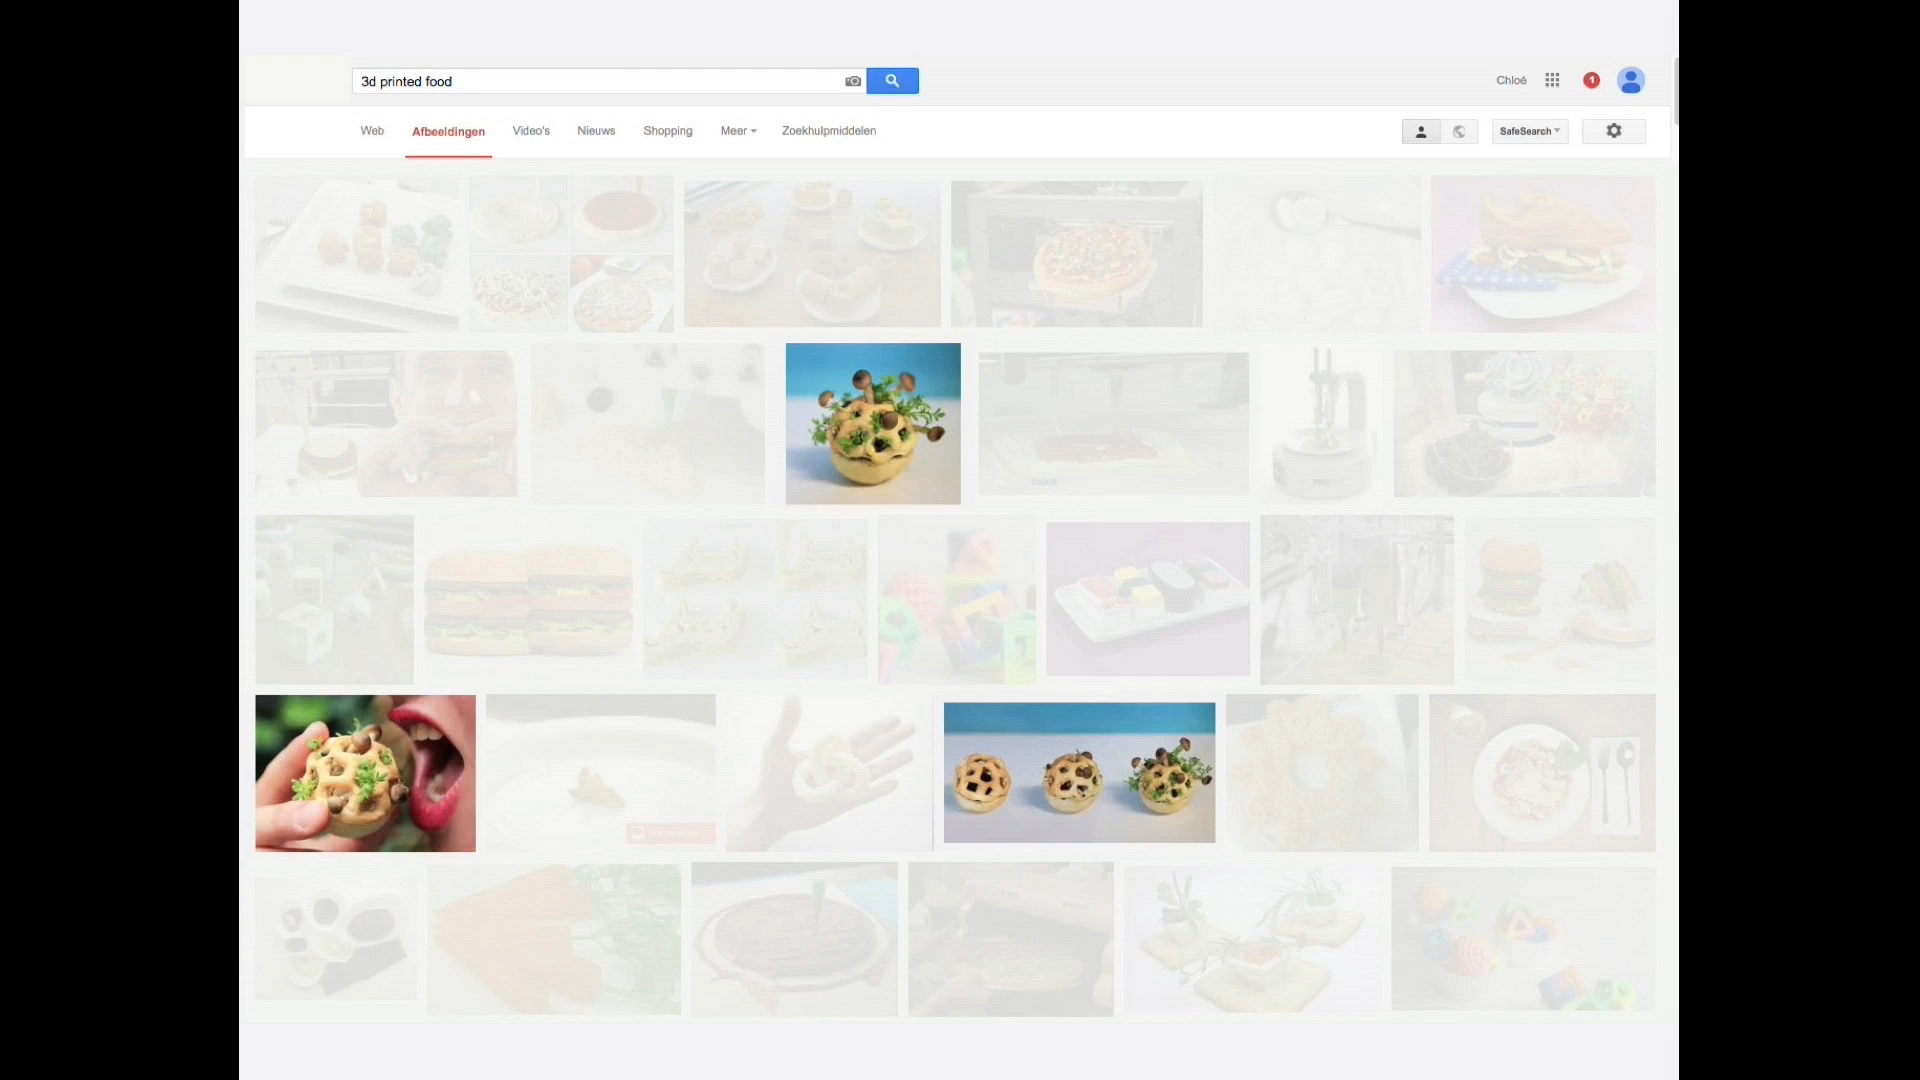 3d printed food
Chloé
1
Web
Afbeeldingen
Video's
Nieuws
Shopping
Meer
Zoekhulpmiddelen
SafeSearch